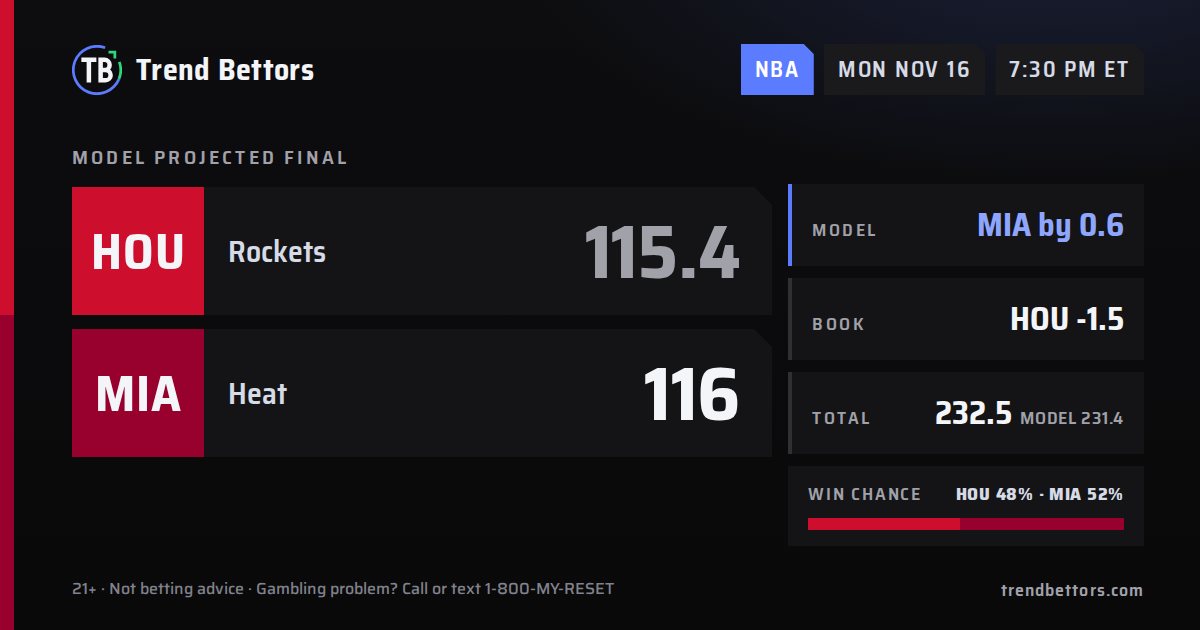 TB Trend Bettors
NBA MON NOV 16 7:30 PM ET
MODEL PROJECTED FINAL
HOU Rockets 115.4
MIA Heat 116
MODEL MIA by 0.6
BOOK HOU -1.5
TOTAL 232.5 MODEL 231.4
WIN CHANCE HOU 48% · MIA 52%
21+ · Not betting advice · Gambling problem? Call or text 1-800-MY-RESET
trendbettors.com